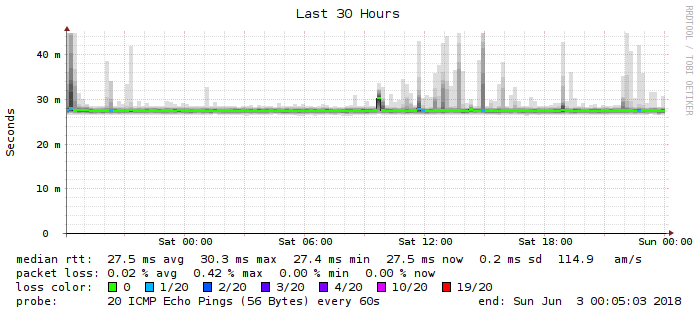 Last 30 Hours
RRDTOOL / TOBI OETIKER
Seconds
40 m
30 m
20 m
10 m
0
Sat 00:00 Sat 06:00 Sat 12:00 Sat 18:00 Sun 00:00
median rtt: 27.5 ms avg 30.3 ms max 27.4 ms min 27.5 ms now 0.2 ms sd 114.9 am/s
packet loss: 0.02 % avg 0.42 % max 0.00 % min 0.00 % now
loss color: 0 1/20 2/20 3/20 4/20 10/20 19/20
probe: 20 ICMP Echo Pings (56 Bytes) every 60s end: Sun Jun 3 00:05:03 2018